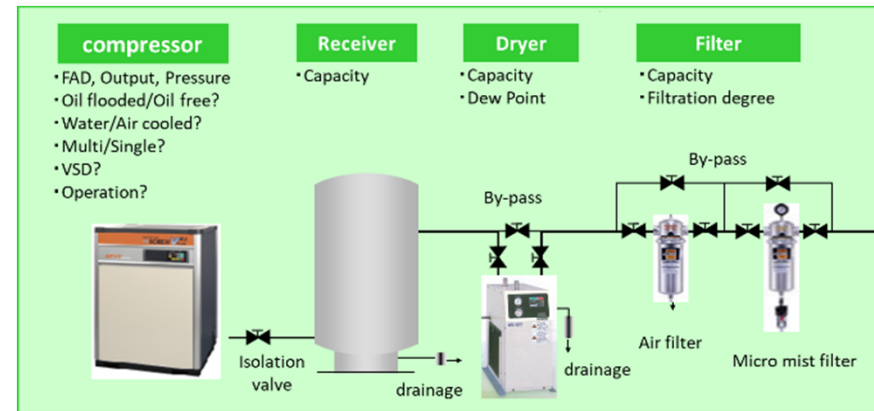 compressor
・FAD, Output, Pressure
・Oil flooded/Oil free?
・Water/Air cooled?
・Multi/Single?
・VSD?
・Operation?
Receiver
・Capacity
Dryer
・Capacity
・Dew Point
Filter
・Capacity
・Filtration degree
By-pass
By-pass
Isolation
valve
drainage
drainage
Air filter
Micro mist filter